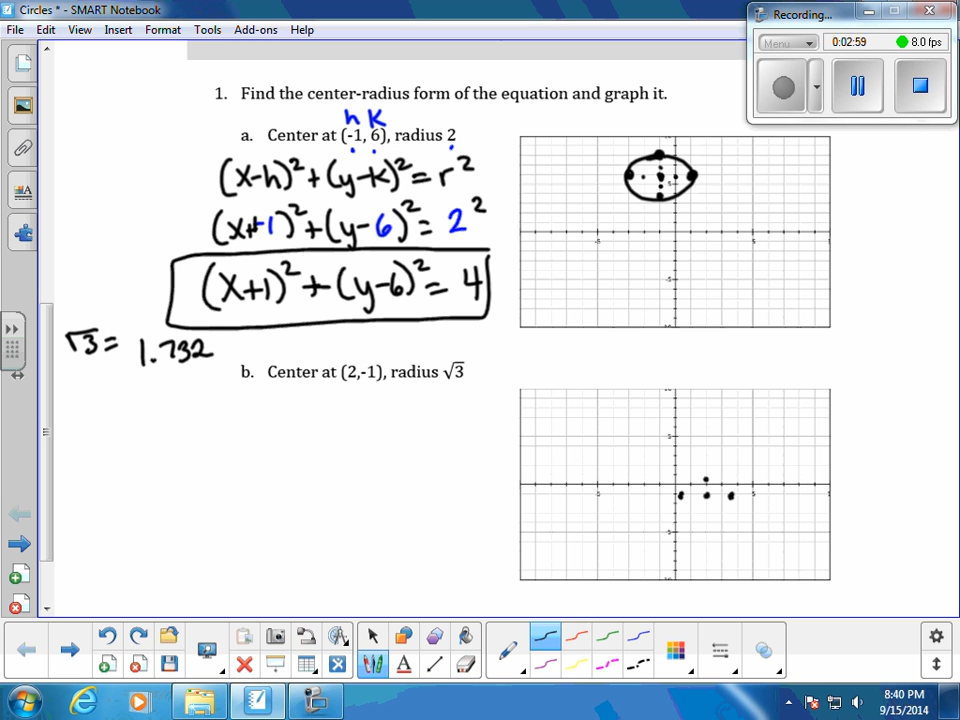 Circles * - SMART Notebook
Recording...
File Edit View Insert Format Tools Add-ons Help
Menu
0:02:59
8.0 fps
1. Find the center-radius form of the equation and graph it.
h k
a. Center at (-1, 6), radius 2
(x-h)² + (y-k)² = r²
(x+1)² + (y-6)² = 2²
(x+1)² + (y-6)² = 4
√3 = 1.732
b. Center at (2,-1), radius √3
8:40 PM
9/15/2014